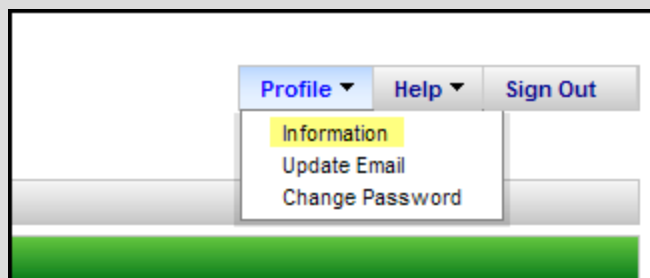 Profile Help Sign Out
Information
Update Email
Change Password